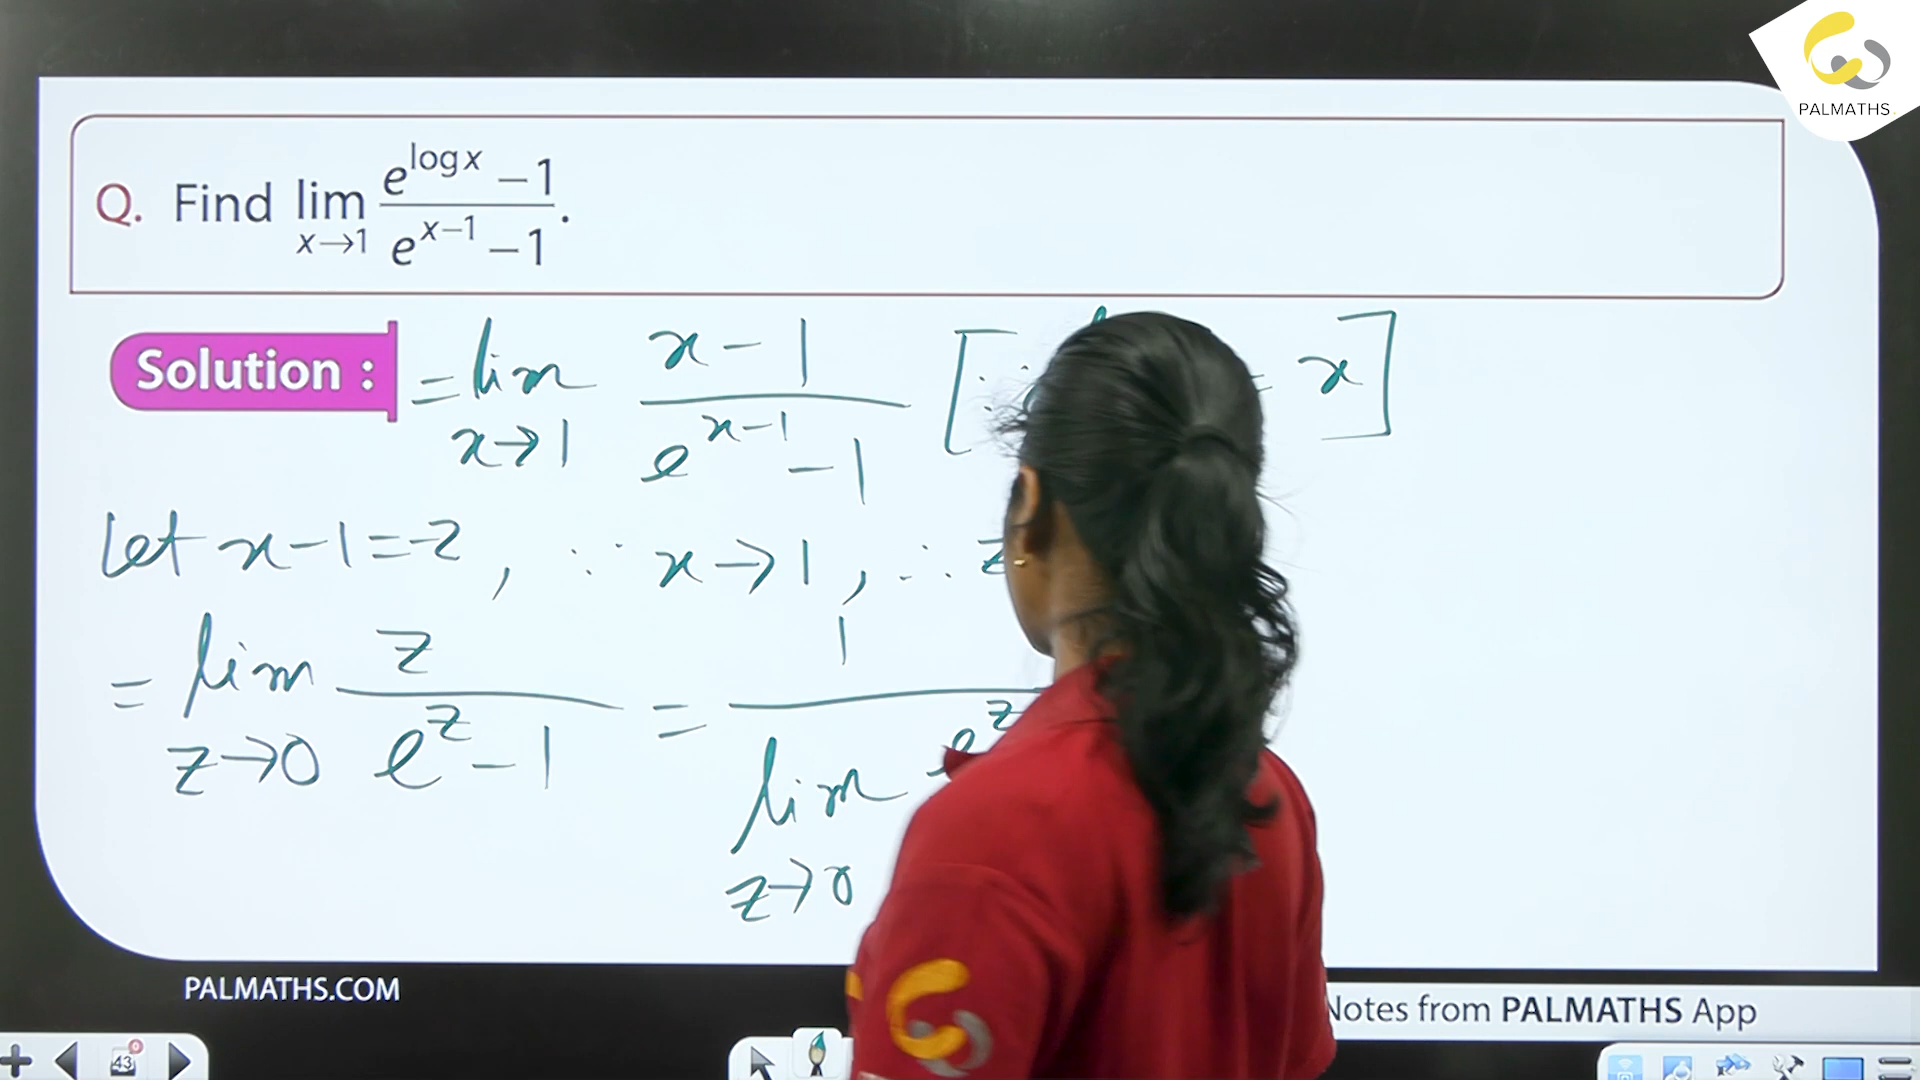 PALMATHS
Q. Find lim x→1 (e^(log x) − 1)/(e^(x−1) − 1).
Solution :
= lim x→1 (x − 1)/(e^(x−1) − 1) [∵ = x]
Let x−1 = z, ∵ x→1, ∴ z
= lim z→0 z/(e^z − 1) = 1/(lim z→0 e^z
PALMATHS.COM
Notes from PALMATHS App
43